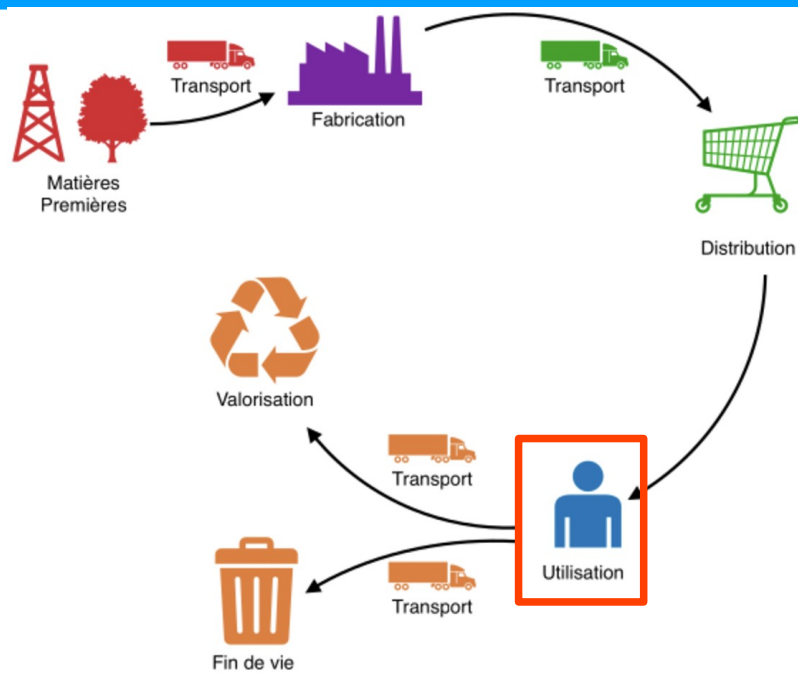 Transport
Transport
Fabrication
Matières
Premières
Distribution
Valorisation
Transport
Utilisation
Transport
Fin de vie